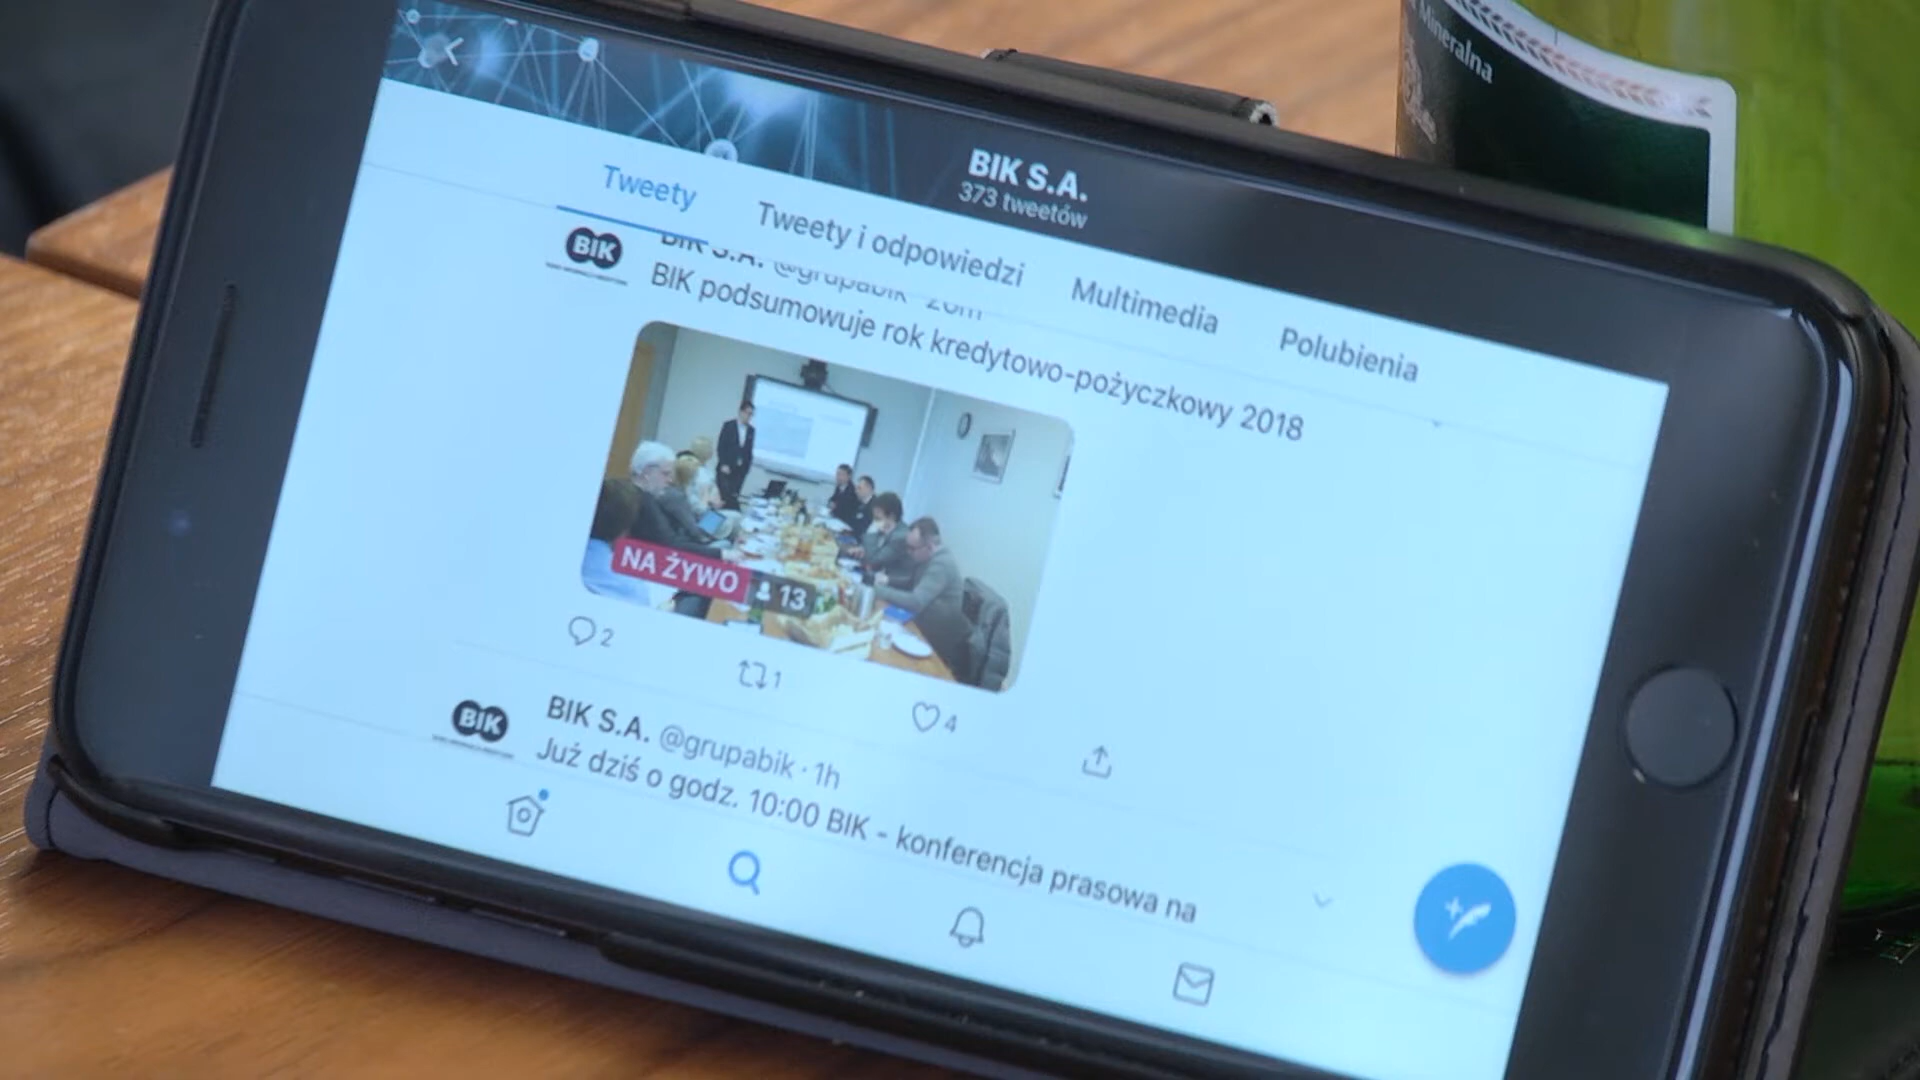 Mineralna
BIK S.A.
373 tweetów
Tweety
Tweety i odpowiedzi
Multimedia
Polubienia
BIK
BIK S.A. @grupabik 26m
BIK podsumowuje rok kredytowo-pożyczkowy 2018
NA ŻYWO
13
2
1
4
BIK
BIK S.A. @grupabik · 1h
Już dziś o godz. 10:00 BIK - konferencja prasowa na